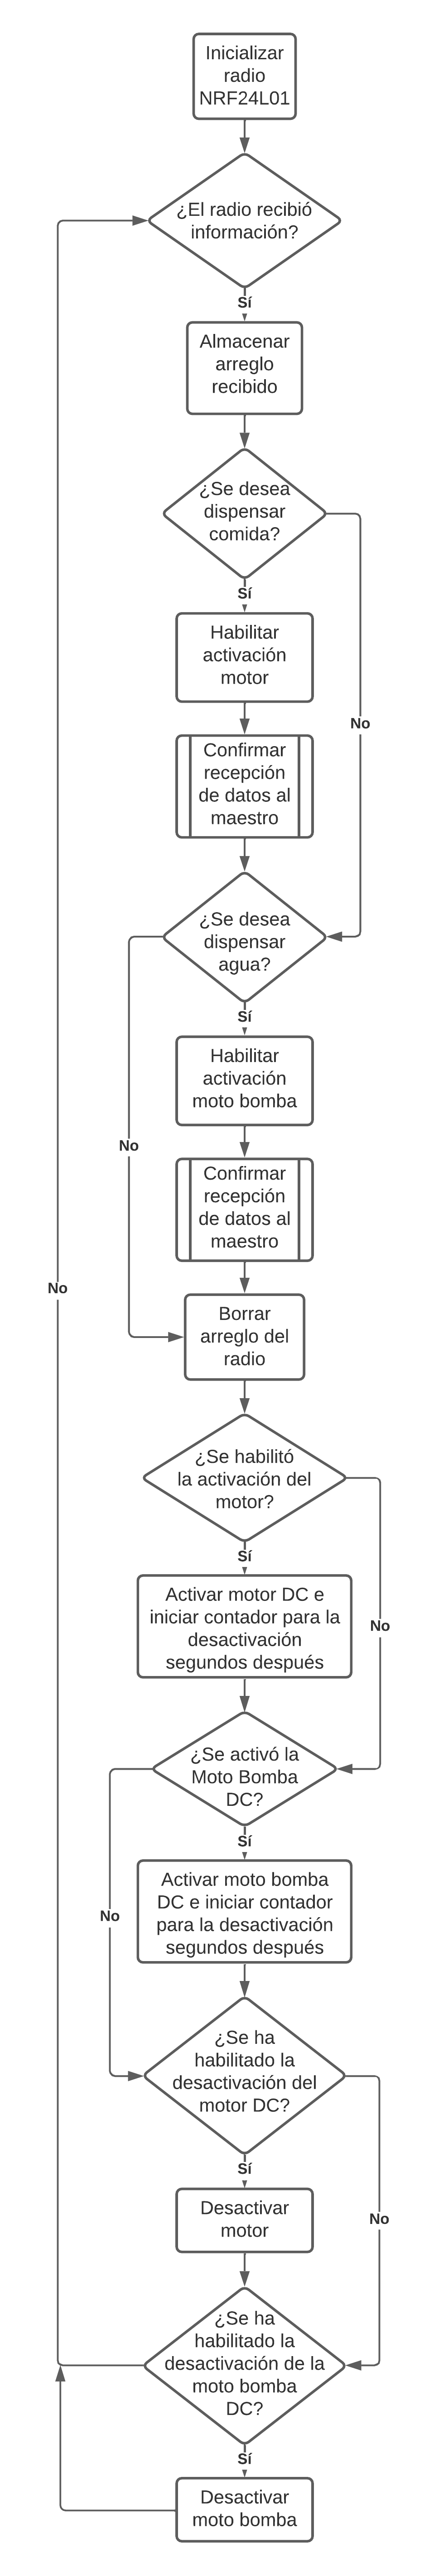 Inicializar
radio
NRF24L01
¿El radio recibió
información?
Sí
Almacenar
arreglo
recibido
¿Se desea
dispensar
comida?
Sí
Habilitar
activación
motor
No
Confirmar
recepción
de datos al
maestro
¿Se desea
dispensar
agua?
Sí
Habilitar
activación
moto bomba
No
Confirmar
recepción
de datos al
maestro
No
Borrar
arreglo del
radio
¿Se habilitó
la activación del
motor?
Sí
Activar motor DC e
iniciar contador para la
desactivación
segundos después
No
¿Se activó la
Moto Bomba
DC?
Sí
Activar moto bomba
DC e iniciar contador
para la desactivación
segundos después
No
¿Se ha
habilitado la
desactivación del
motor DC?
Sí
Desactivar
motor
No
¿Se ha
habilitado la
desactivación de la
moto bomba
DC?
Sí
Desactivar
moto bomba